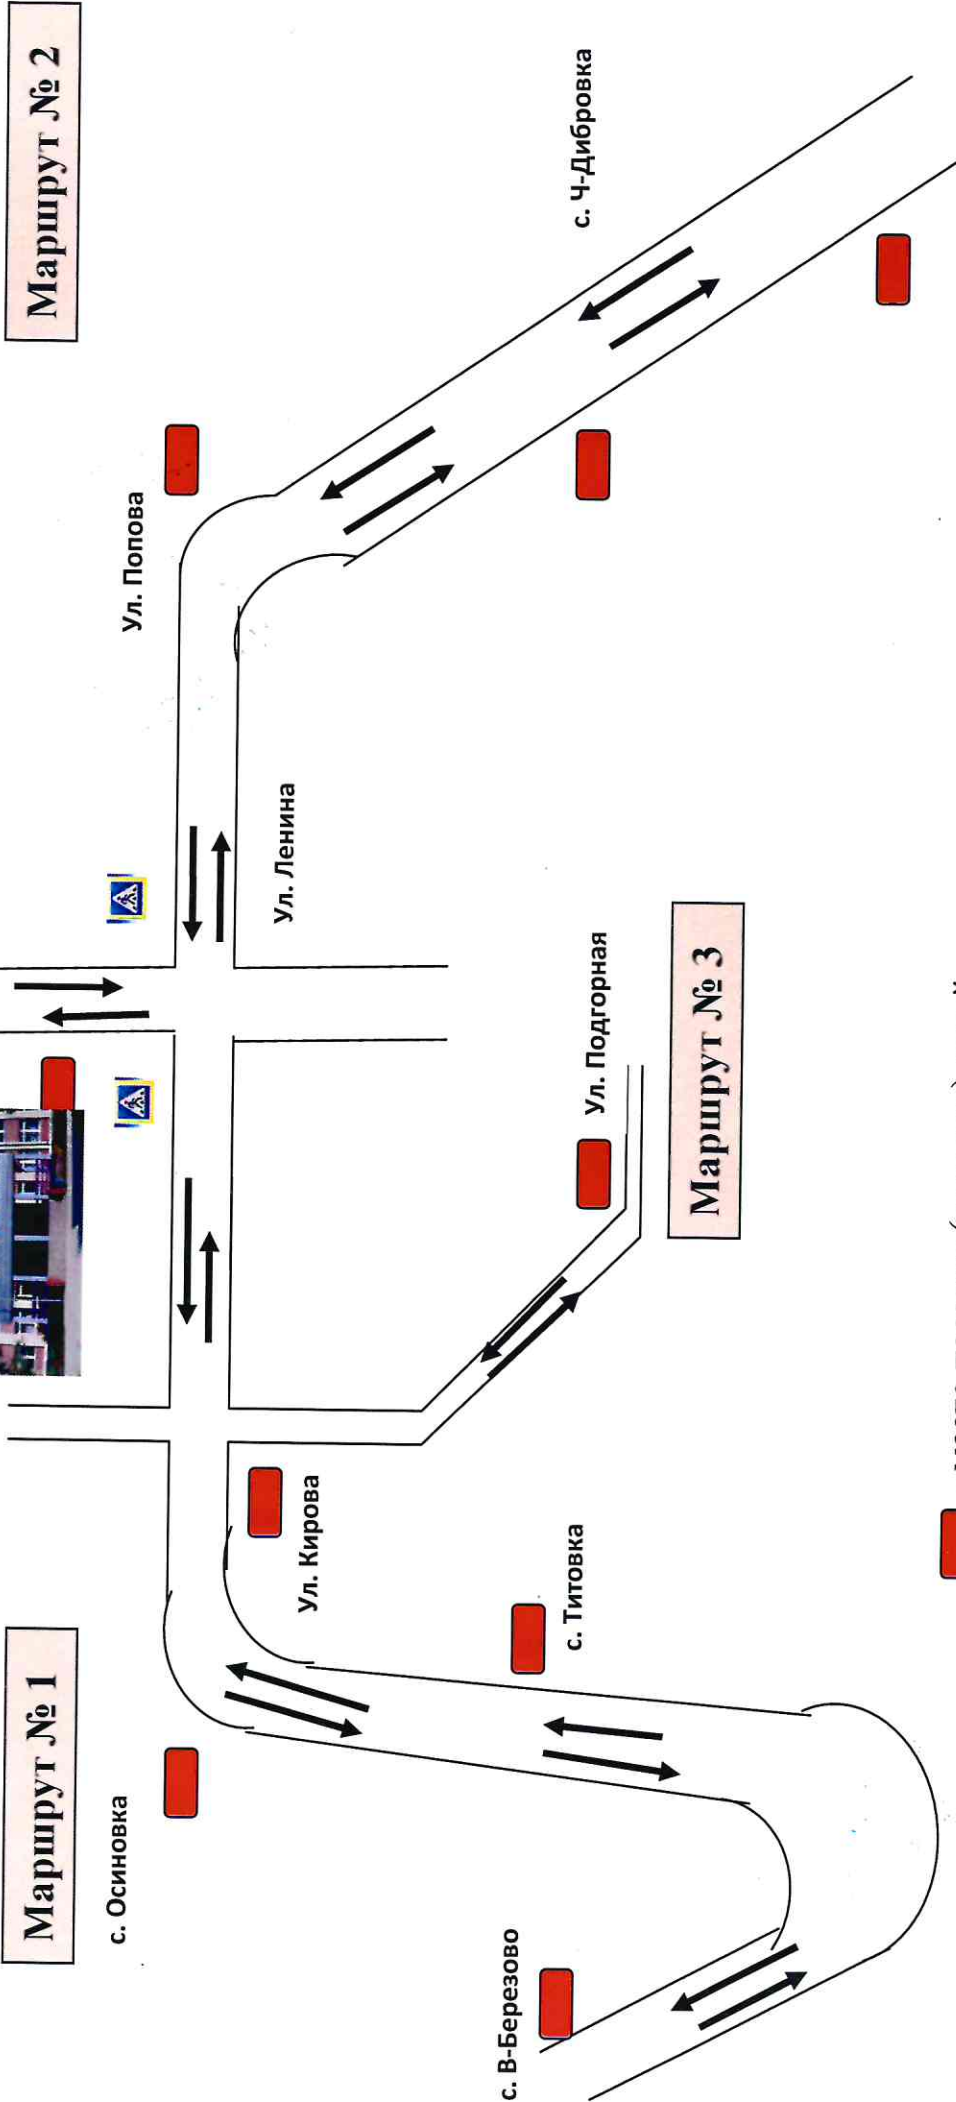 Маршрут № 1
Маршрут № 2
с. Осиновка
Ул. Попова
Ул. Кирова
Ул. Ленина
с. В-Березово
с. Титовка
Ул. Подгорная
с. Ч-Дибровка
Маршрут № 3